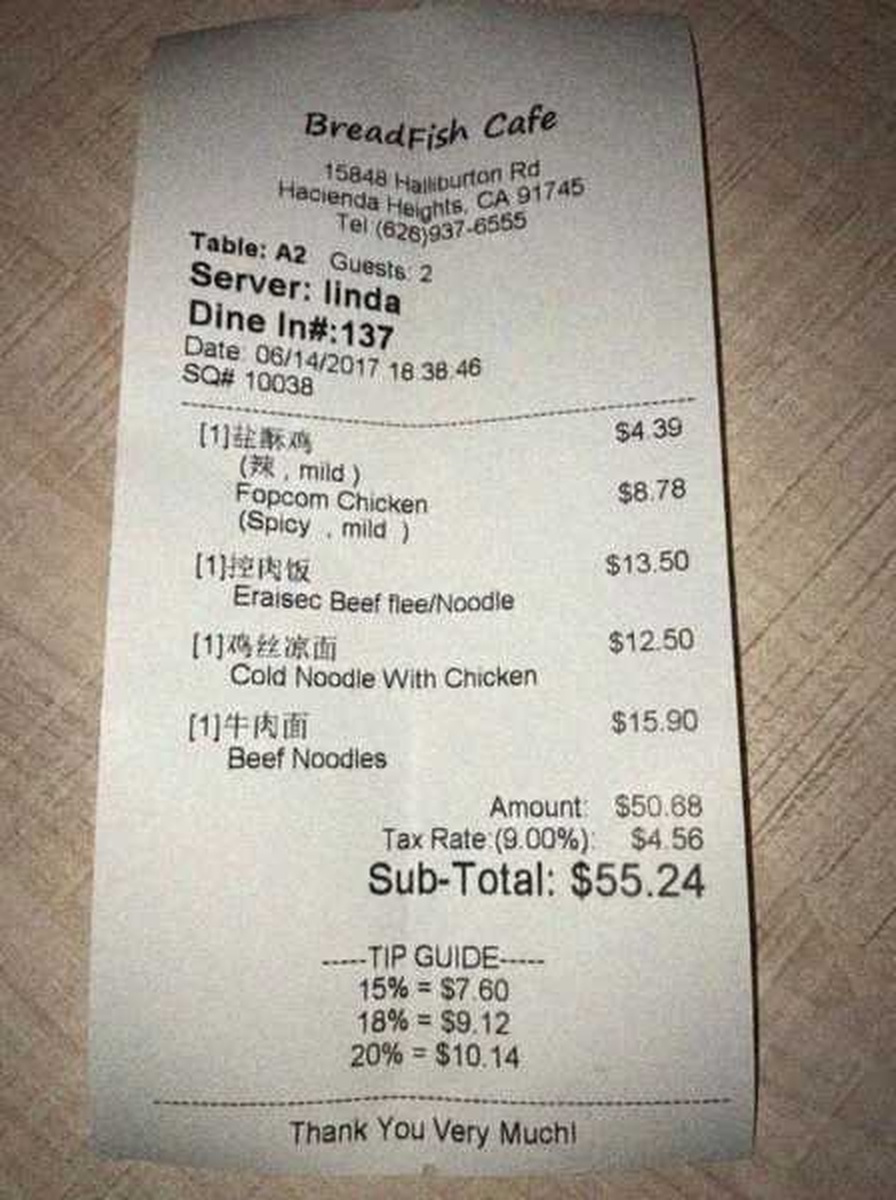 BreadFish Cafe
15848 Halliburton Rd
Hacienda Heights, CA 91745
Tel (626)937-6555
Table: A2 Guests: 2
Server: linda
Dine In#:137
Date: 06/14/2017 18:38:46
SQ# 10038
[1]盐酥鸡 $4.39
(辣 , mild )
Fopcom Chicken $8.78
(Spicy , mild )
[1]控肉饭 $13.50
Eraisec Beef flee/Noodle
[1]鸡丝凉面 $12.50
Cold Noodle With Chicken
[1]牛肉面 $15.90
Beef Noodles
Amount: $50.68
Tax Rate:(9.00%): $4.56
Sub-Total: $55.24
-----TIP GUIDE-----
15% = $7.60
18% = $9.12
20% = $10.14
Thank You Very Much!